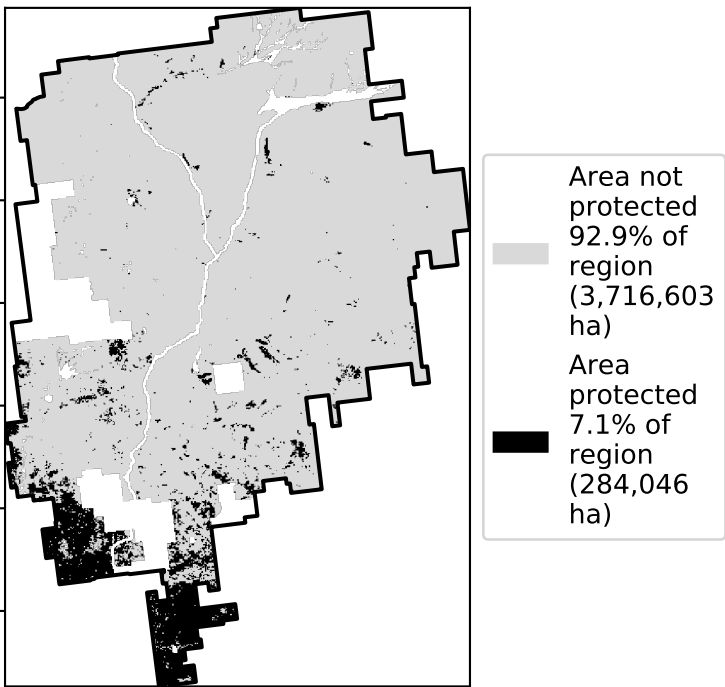 Area not
protected
92.9% of
region
(3,716,603
ha)
Area
protected
7.1% of
region
(284,046
ha)